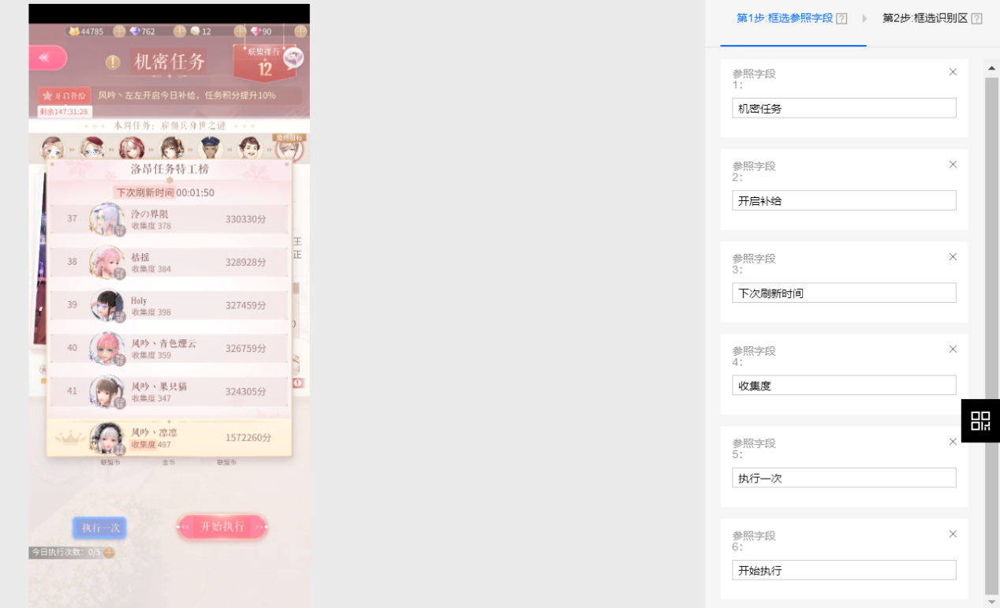 44785 762 12 90
机密任务
联盟排行
12
开启补给 风吟丶左左开启今日补给，任务积分提升10%
剩余147:31:28
本周任务：雇佣兵身世之谜
最终目标
洛昂任务特工榜
下次刷新时间 00:01:50
37 泠の界限 330330分
收集度 378
38 梏摇 328928分
收集度 384
39 Holy 327459分
收集度 398
40 风吟丶青色煙云 326759分
收集度 359
41 风吟丶果只猫 324305分
收集度 347
风吟丶凛凛 1572260分
收集度 497
王
正
联盟币 金币 联盟币
执行一次 开始执行
今日执行次数：0/5
第1步:框选参照字段 ? 第2步:框选识别区 ?
参照字段
1：
机密任务
参照字段
2：
开启补给
参照字段
3：
下次刷新时间
参照字段
4：
收集度
参照字段
5：
执行一次
参照字段
6：
开始执行